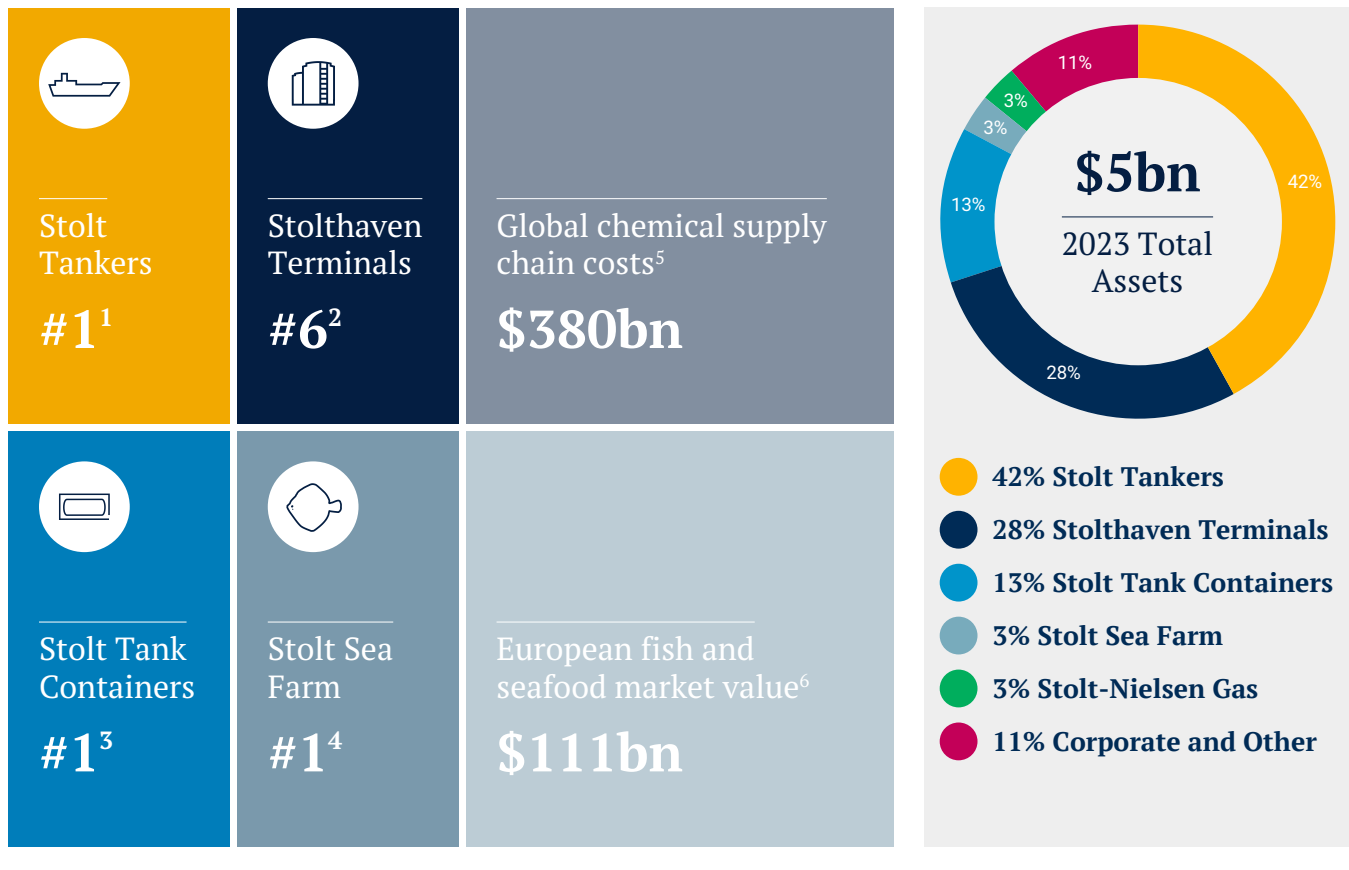 Stolt
Tankers
#1¹
Stolthaven
Terminals
#6²
Global chemical supply
chain costs⁵
$380bn
Stolt Tank
Containers
#1³
Stolt Sea
Farm
#1⁴
European fish and
seafood market value⁶
$111bn
11%
3%
3%
13%
42%
28%
$5bn
2023 Total
Assets
42% Stolt Tankers
28% Stolthaven Terminals
13% Stolt Tank Containers
3% Stolt Sea Farm
3% Stolt-Nielsen Gas
11% Corporate and Other